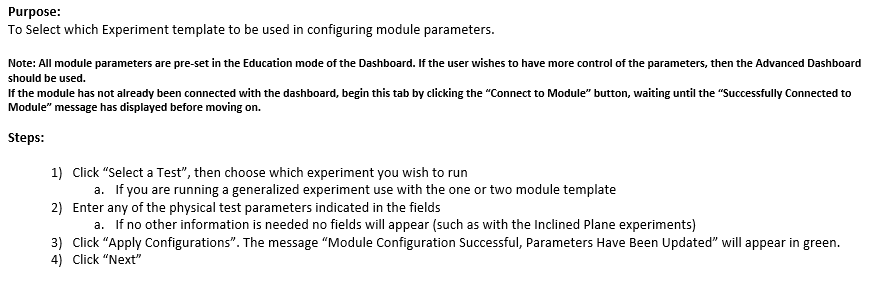 Purpose:
To Select which Experiment template to be used in configuring module parameters.
Note: All module parameters are pre-set in the Education mode of the Dashboard. If the user wishes to have more control of the parameters, then the Advanced Dashboard
should be used.
If the module has not already been connected with the dashboard, begin this tab by clicking the “Connect to Module” button, waiting until the “Successfully Connected to
Module” message has displayed before moving on.
Steps:
1) Click “Select a Test”, then choose which experiment you wish to run
a. If you are running a generalized experiment use with the one or two module template
2) Enter any of the physical test parameters indicated in the fields
a. If no other information is needed no fields will appear (such as with the Inclined Plane experiments)
3) Click “Apply Configurations”. The message “Module Configuration Successful, Parameters Have Been Updated” will appear in green.
4) Click “Next”